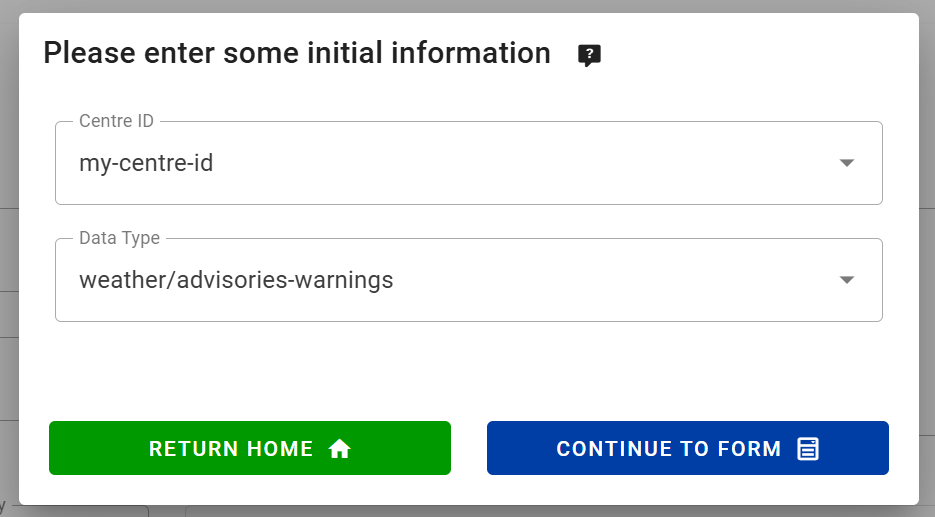 Please enter some initial information
Centre ID
my-centre-id
Data Type
weather/advisories-warnings
RETURN HOME
CONTINUE TO FORM
y